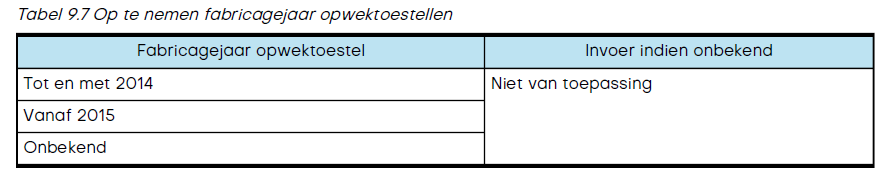 Tabel 9.7 Op te nemen fabricagejaar opwektoestellen
Fabricagejaar opwektoestel Invoer indien onbekend
Tot en met 2014 Niet van toepassing
Vanaf 2015
Onbekend